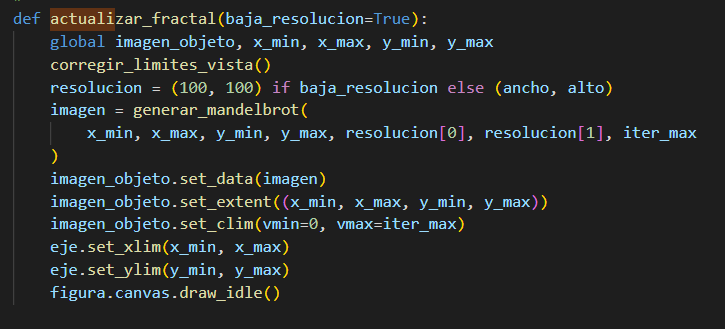 def actualizar_fractal(baja_resolucion=True):
    global imagen_objeto, x_min, x_max, y_min, y_max
    corregir_limites_vista()
    resolucion = (100, 100) if baja_resolucion else (ancho, alto)
    imagen = generar_mandelbrot(
        x_min, x_max, y_min, y_max, resolucion[0], resolucion[1], iter_max
    )
    imagen_objeto.set_data(imagen)
    imagen_objeto.set_extent((x_min, x_max, y_min, y_max))
    imagen_objeto.set_clim(vmin=0, vmax=iter_max)
    eje.set_xlim(x_min, x_max)
    eje.set_ylim(y_min, y_max)
    figura.canvas.draw_idle()